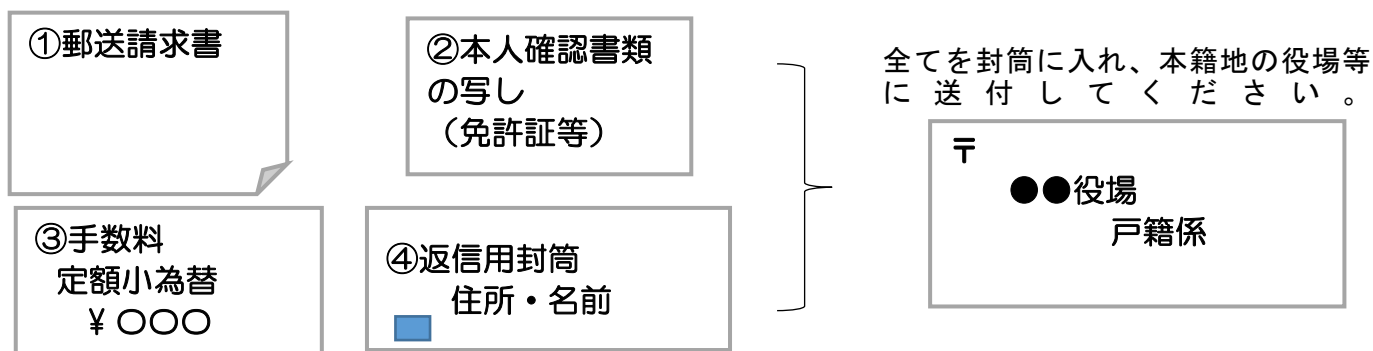 ①郵送請求書
②本人確認書類
の写し
（免許証等）
③手数料
定額小為替
￥〇〇〇
④返信用封筒
住所・名前
全てを封筒に入れ、本籍地の役場等
に送付してください。
〒
●●役場
戸籍係